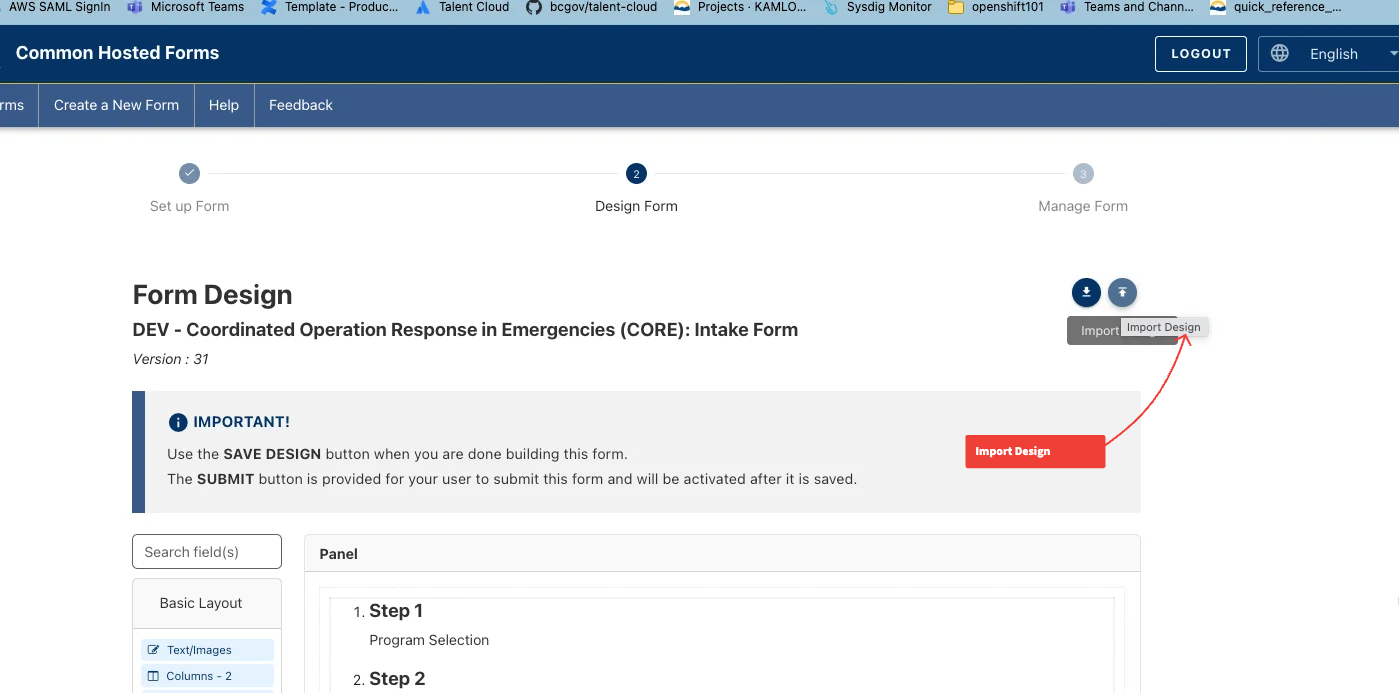 AWS SAML SignIn Microsoft Teams Template - Produc... Talent Cloud bcgov/talent-cloud Projects · KAMLO... Sysdig Monitor openshift101 Teams and Chann... quick_reference_...
Common Hosted Forms LOGOUT English
rms Create a New Form Help Feedback
2 3
Set up Form Design Form Manage Form
Form Design
DEV - Coordinated Operation Response in Emergencies (CORE): Intake Form
Import Import Design
Version : 31
IMPORTANT!
Use the SAVE DESIGN button when you are done building this form.
Import Design
The SUBMIT button is provided for your user to submit this form and will be activated after it is saved.
Search field(s) Panel
Basic Layout
1. Step 1
Program Selection
Text/Images
Columns - 2
2. Step 2